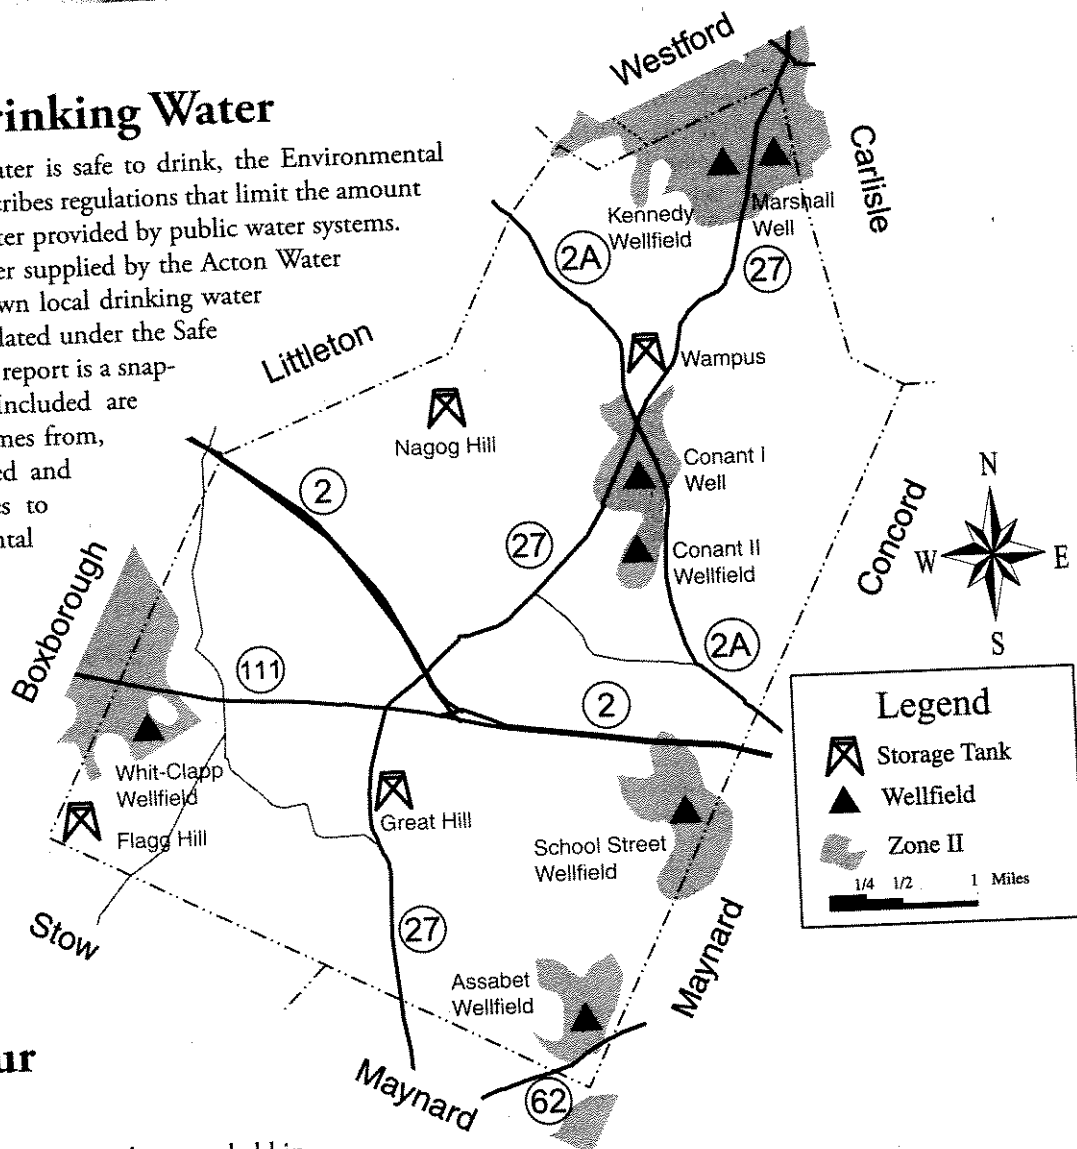 rinking Water
ater is safe to drink, the Environmental
cribes regulations that limit the amount
ter provided by public water systems.
er supplied by the Acton Water
own local drinking water
lated under the Safe
report is a snap-
Included are
mes from,
ed and
es to
ntal
ur
Westford
Carlisle
Kennedy
Wellfield
Marshall
Well
2A
27
Littleton
Wampus
Nagog Hill
2
Conant I
Well
27
Conant II
Wellfield
Concord
N
W
E
S
Boxborough
111
2A
2
Whit-Clapp
Wellfield
Flagg Hill
Great Hill
School Street
Wellfield
Stow
27
Assabet
Wellfield
Maynard
Maynard
62
Legend
Storage Tank
Wellfield
Zone II
1/4 1/2 1 Miles